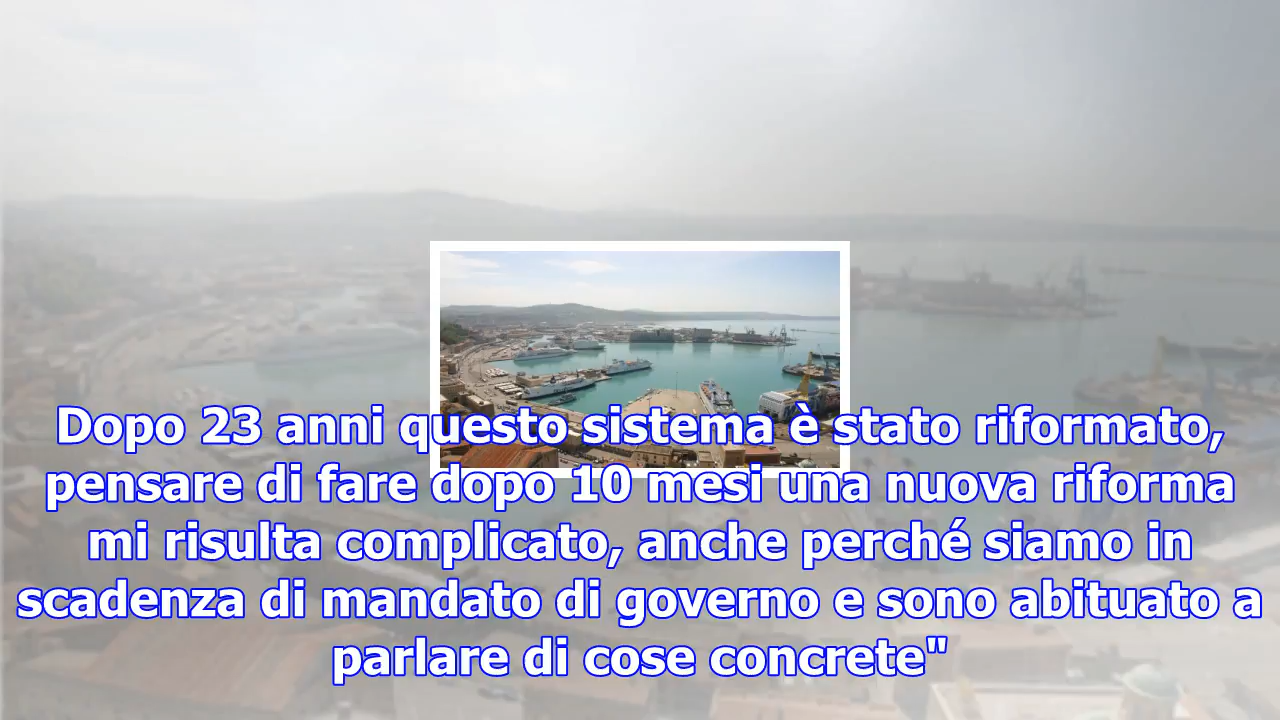 Dopo 23 anni questo sistema è stato riformato,
pensare di fare dopo 10 mesi una nuova riforma
mi risulta complicato, anche perché siamo in
scadenza di mandato di governo e sono abituato a
parlare di cose concrete"